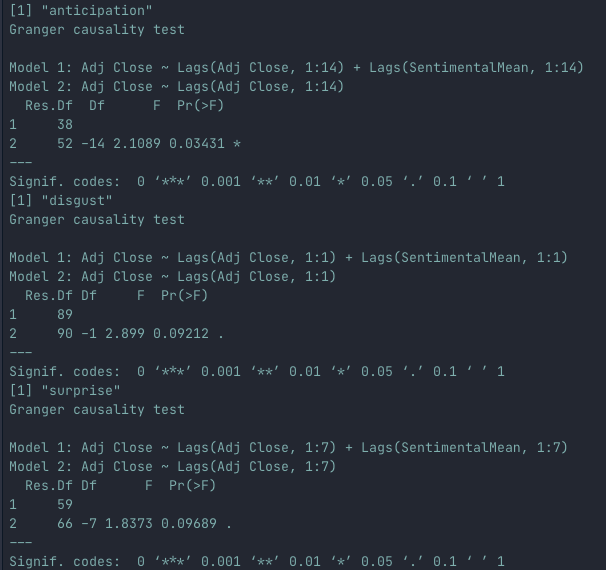 [1] "anticipation"
Granger causality test

Model 1: Adj Close ~ Lags(Adj Close, 1:14) + Lags(SentimentalMean, 1:14)
Model 2: Adj Close ~ Lags(Adj Close, 1:14)
  Res.Df  Df      F  Pr(>F)
1     38
2     52 -14 2.1089 0.03431 *
---
Signif. codes:  0 ‘***’ 0.001 ‘**’ 0.01 ‘*’ 0.05 ‘.’ 0.1 ‘ ’ 1
[1] "disgust"
Granger causality test

Model 1: Adj Close ~ Lags(Adj Close, 1:1) + Lags(SentimentalMean, 1:1)
Model 2: Adj Close ~ Lags(Adj Close, 1:1)
  Res.Df Df     F  Pr(>F)
1     89
2     90 -1 2.899 0.09212 .
---
Signif. codes:  0 ‘***’ 0.001 ‘**’ 0.01 ‘*’ 0.05 ‘.’ 0.1 ‘ ’ 1
[1] "surprise"
Granger causality test

Model 1: Adj Close ~ Lags(Adj Close, 1:7) + Lags(SentimentalMean, 1:7)
Model 2: Adj Close ~ Lags(Adj Close, 1:7)
  Res.Df Df      F  Pr(>F)
1     59
2     66 -7 1.8373 0.09689 .
---
Signif. codes:  0 ‘***’ 0.001 ‘**’ 0.01 ‘*’ 0.05 ‘.’ 0.1 ‘ ’ 1